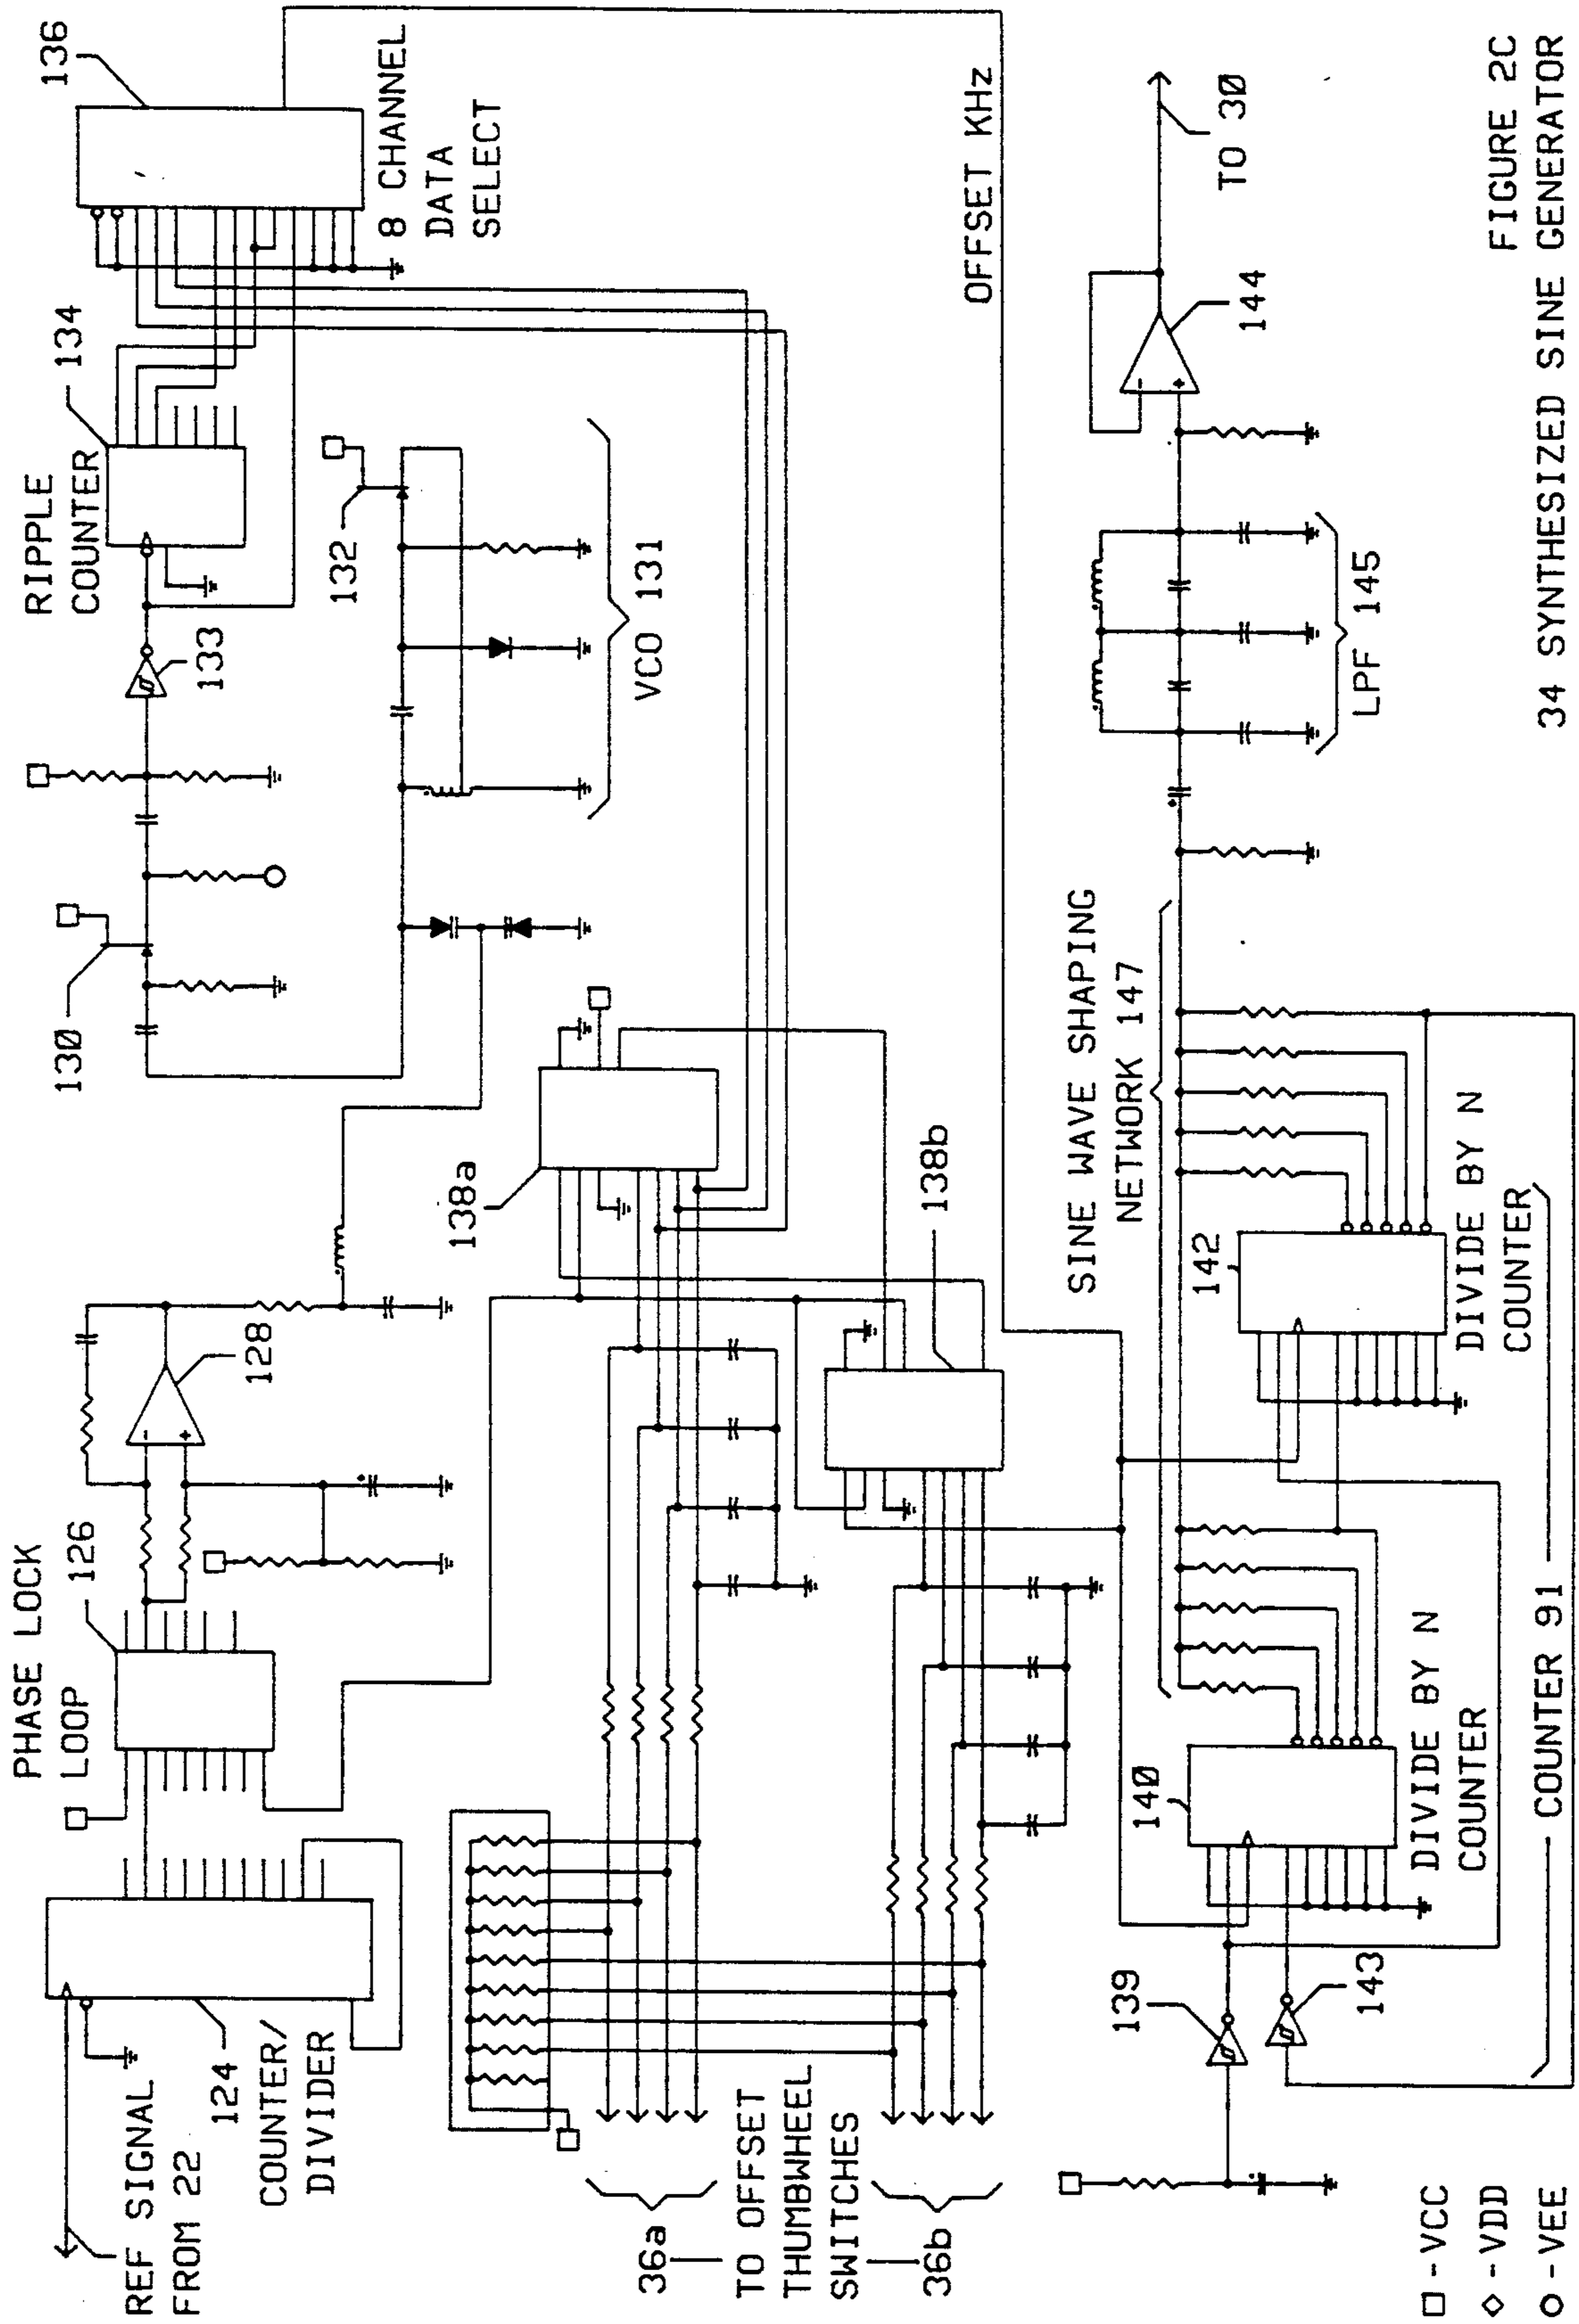 REF SIGNAL
FROM 22
124
COUNTER/
DIVIDER
PHASE LOCK
LOOP
126
128
130
133
RIPPLE
COUNTER
134
136
8 CHANNEL
DATA
SELECT
132
VCO 131
138a
138b
36a
TO OFFSET
THUMBWHEEL
SWITCHES
36b
OFFSET KHz
SINE WAVE SHAPING
NETWORK 147
139
143
140
DIVIDE BY N
COUNTER
142
DIVIDE BY N
COUNTER
COUNTER 91
LPF 145
144
TO 30
- +
- +
□ - VCC
◇ - VDD
○ - VEE
FIGURE 2C
34 SYNTHESIZED SINE GENERATOR